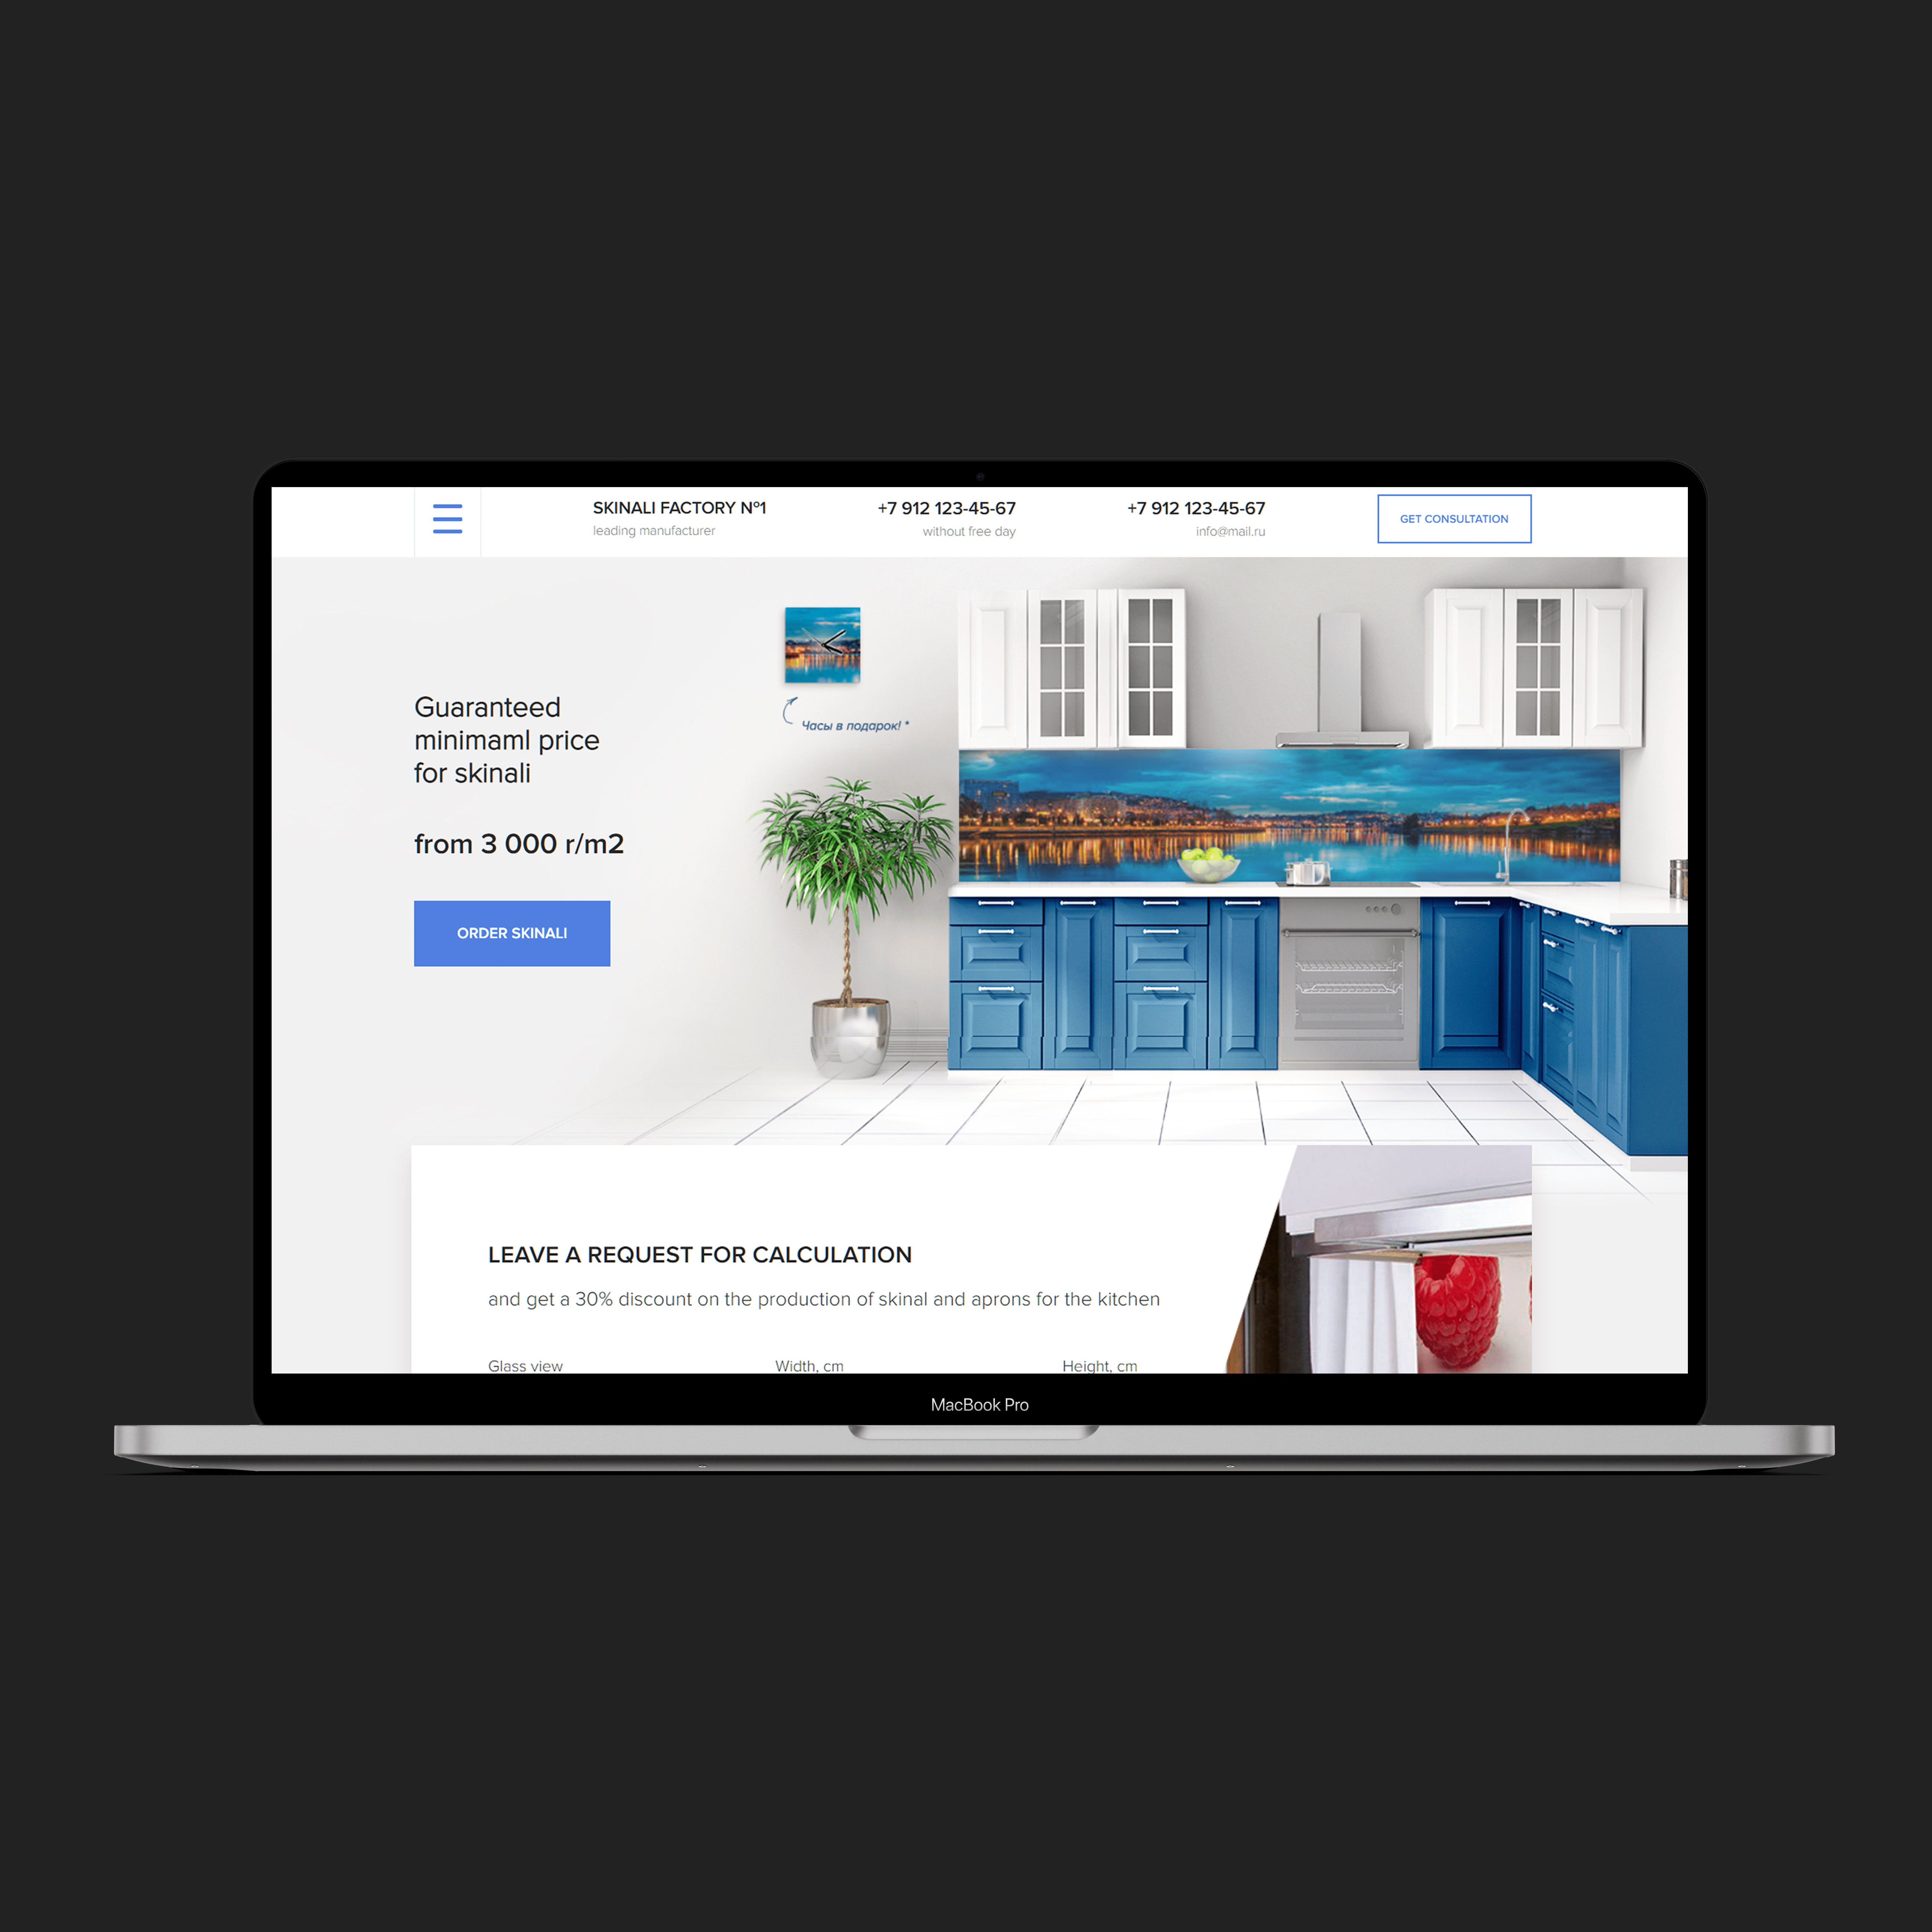 SKINALI FACTORY Nº1
leading manufacturer
+7 912 123-45-67
without free day
+7 912 123-45-67
info@mail.ru
GET CONSULTATION
Guaranteed
minimaml price
for skinali
from 3 000 r/m2
ORDER SKINALI
Часы в подарок! *
LEAVE A REQUEST FOR CALCULATION
and get a 30% discount on the production of skinal and aprons for the kitchen
Glass view
Width, cm
Height, cm
MacBook Pro